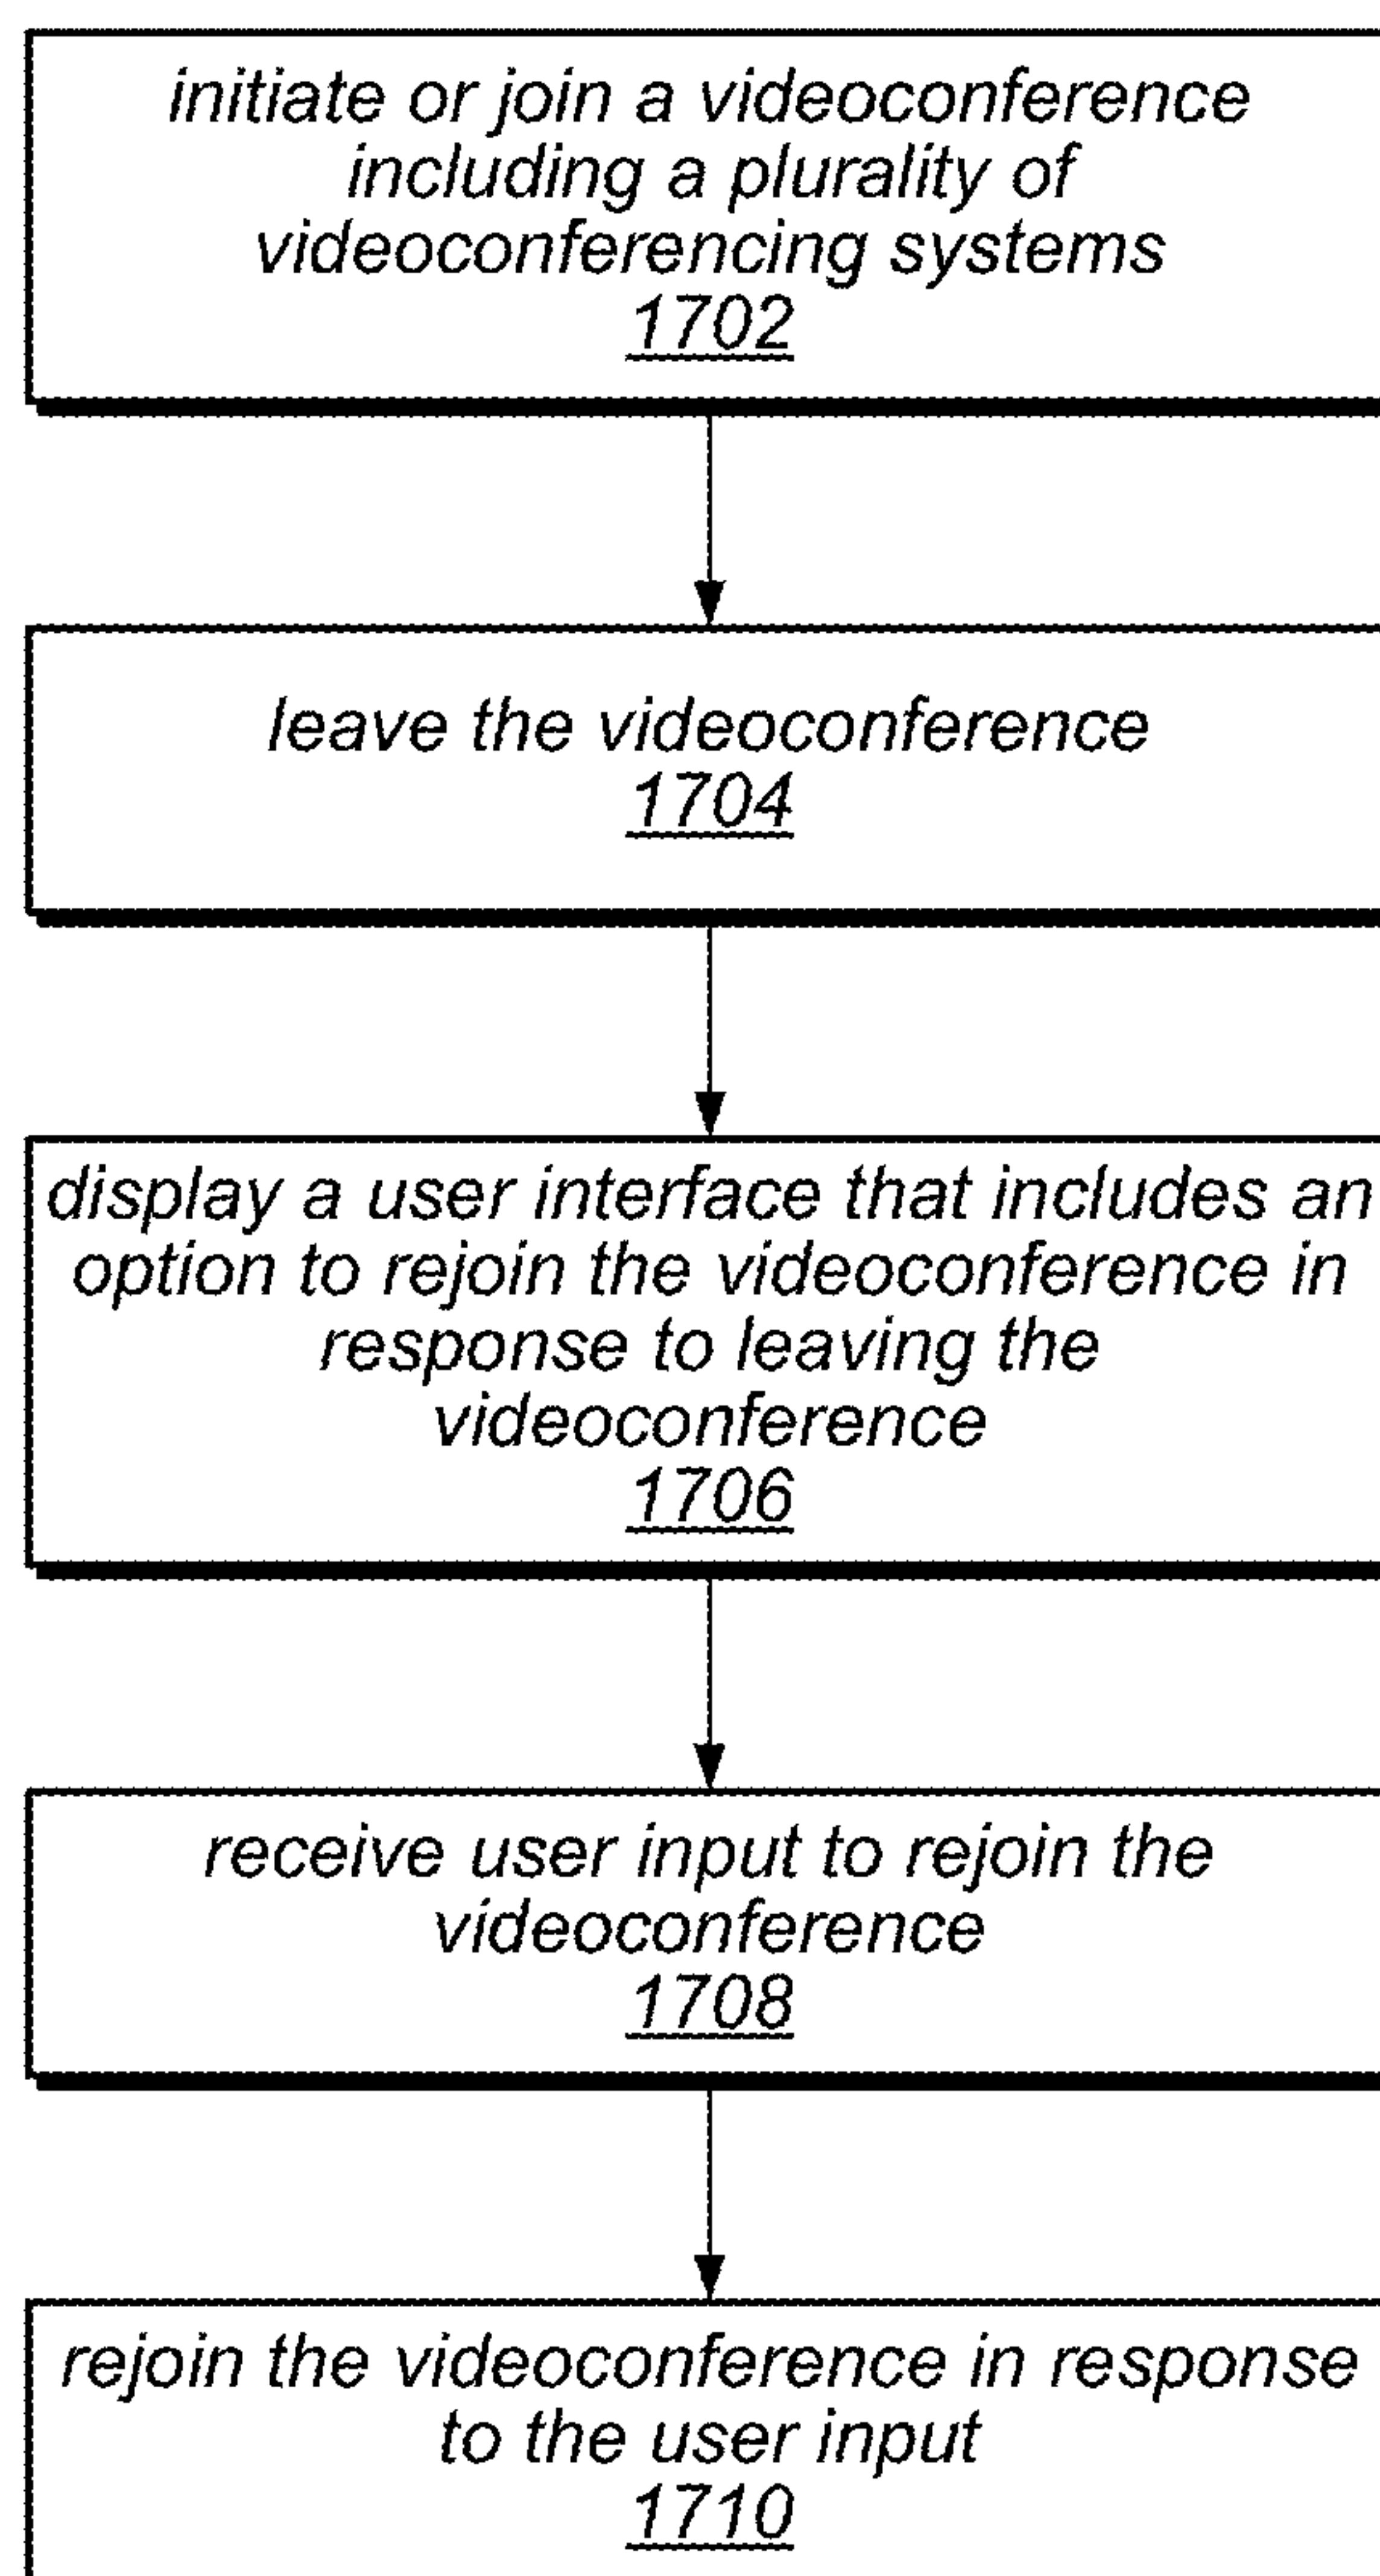 initiate or join a videoconference
including a plurality of
videoconferencing systems
1702
leave the videoconference
1704
display a user interface that includes an
option to rejoin the videoconference in
response to leaving the
videoconference
1706
receive user input to rejoin the
videoconference
1708
rejoin the videoconference in response
to the user input
1710